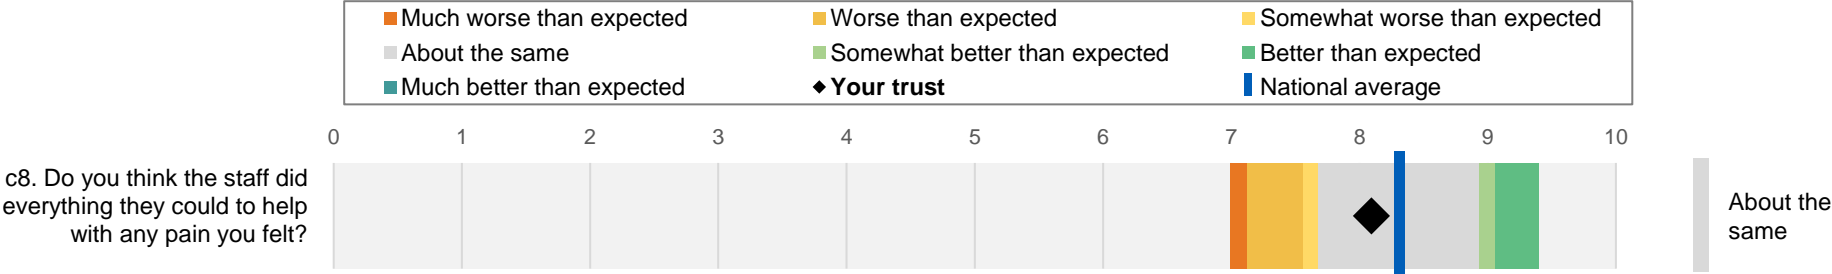 Much worse than expected
Worse than expected
Somewhat worse than expected
About the same
Somewhat better than expected
Better than expected
Much better than expected
Your trust
National average
0 1 2 3 4 5 6 7 8 9 10
c8. Do you think the staff did
everything they could to help
with any pain you felt?
About the
same